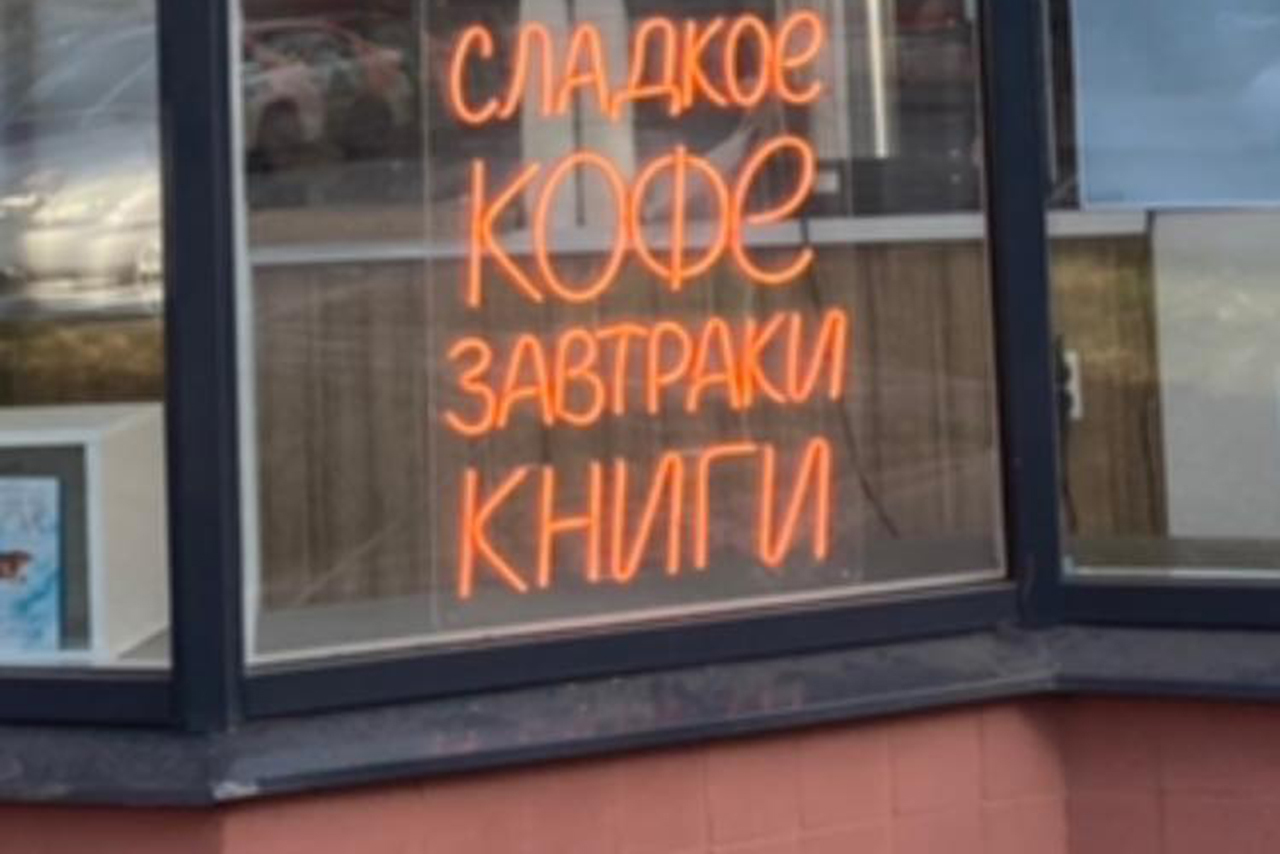 сладкое
кофе
завтраки
книги